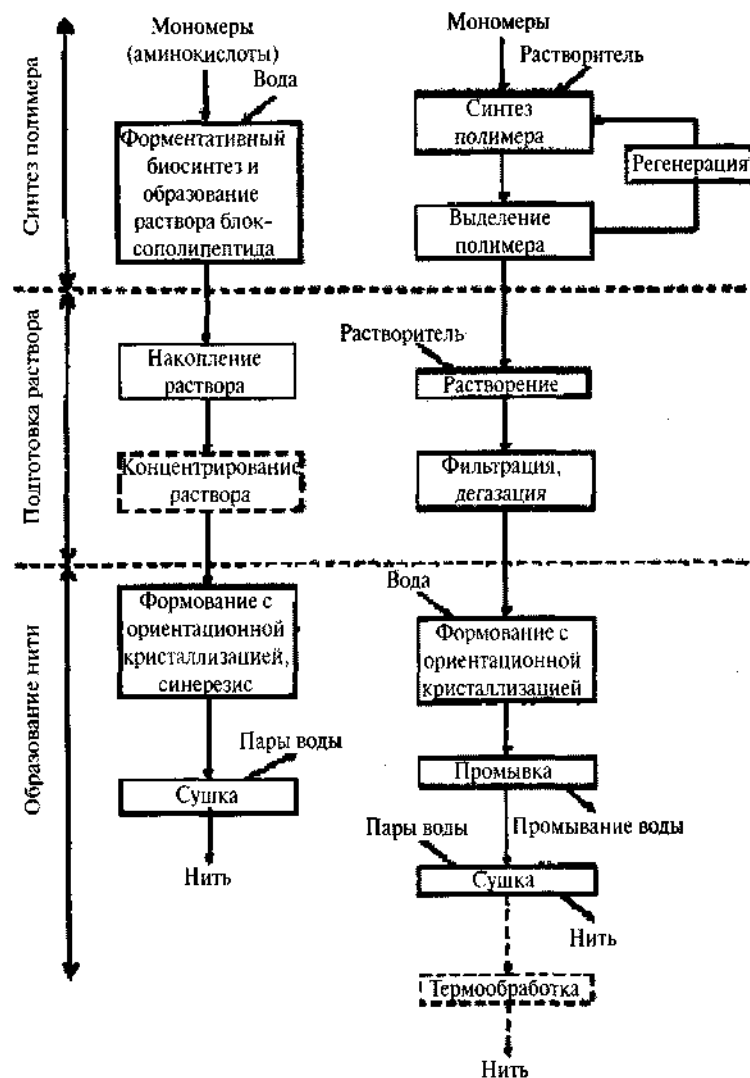 Синтез полимера
Мономеры
(аминокислоты)
Вода
Форментативный
биосинтез и
образование
раствора блок-
сополипептида
Мономеры
Растворитель
Синтез
полимера
Регенерация
Выделение
полимера
Подготовка раствора
Накопление
раствора
Концентрирование
раствора
Растворитель
Растворение
Фильтрация,
дегазация
Образование нити
Формование с
ориентационной
кристаллизацией,
синерезис
Пары воды
Сушка
Нить
Вода
Формование с
ориентационной
кристаллизацией
Промывка
Пары воды
Промывание воды
Сушка
Нить
Термообработка
Нить